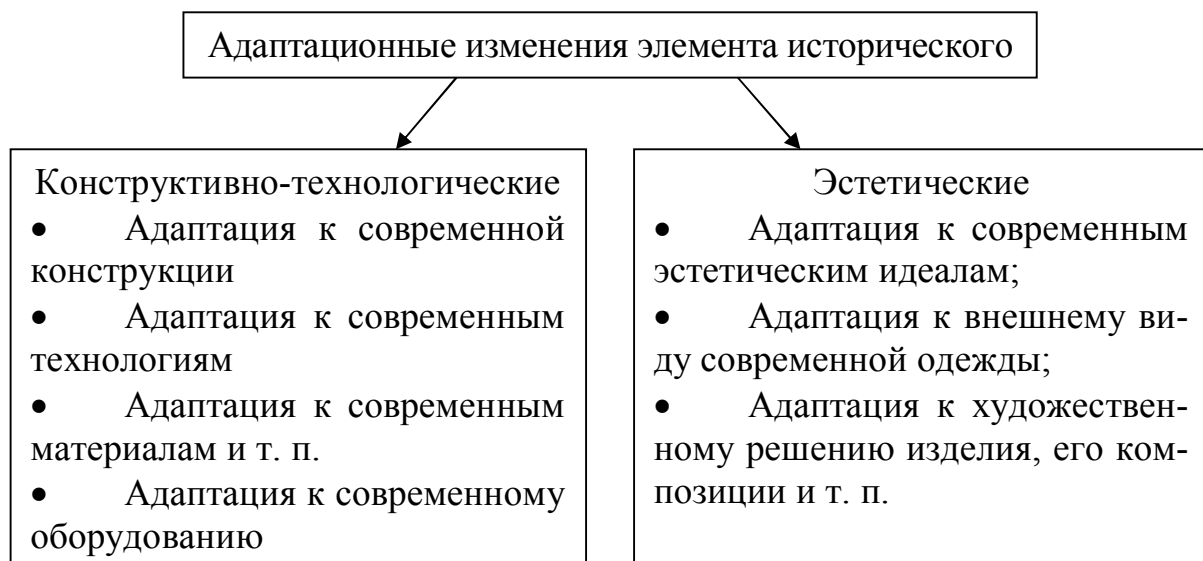 Адаптационные изменения элемента исторического
Конструктивно-технологические
• Адаптация к современной
конструкции
• Адаптация к современным
технологиям
• Адаптация к современным
материалам и т. п.
• Адаптация к современному
оборудованию
Эстетические
• Адаптация к современным
эстетическим идеалам;
• Адаптация к внешнему ви-
ду современной одежды;
• Адаптация к художествен-
ному решению изделия, его ком-
позиции и т. п.